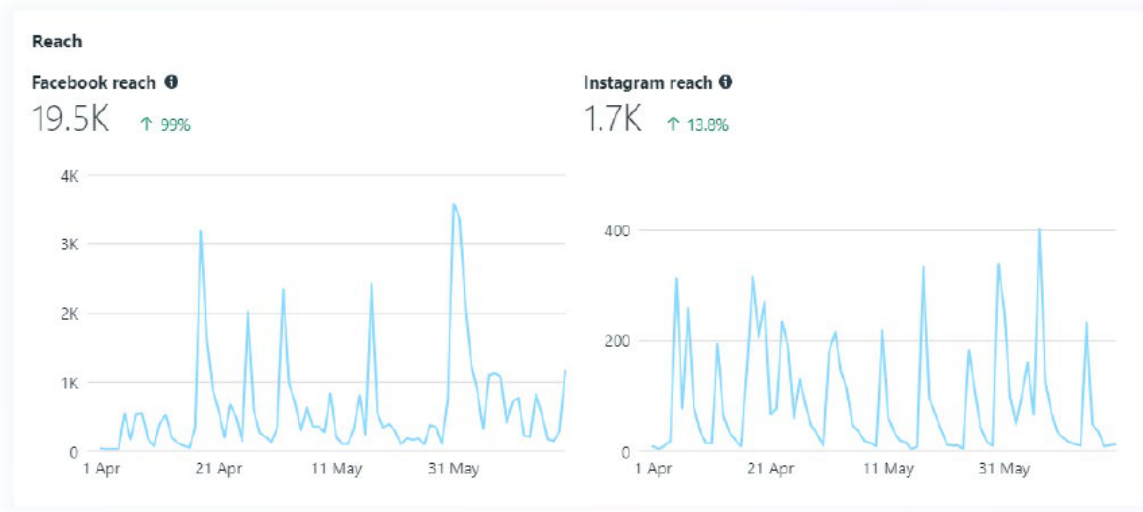 Reach
Facebook reach
19.5K ↑ 99%
4K
3K
2K
1K
0
1 Apr 21 Apr 11 May 31 May
Instagram reach
1.7K ↑ 13.8%
400
200
0
1 Apr 21 Apr 11 May 31 May